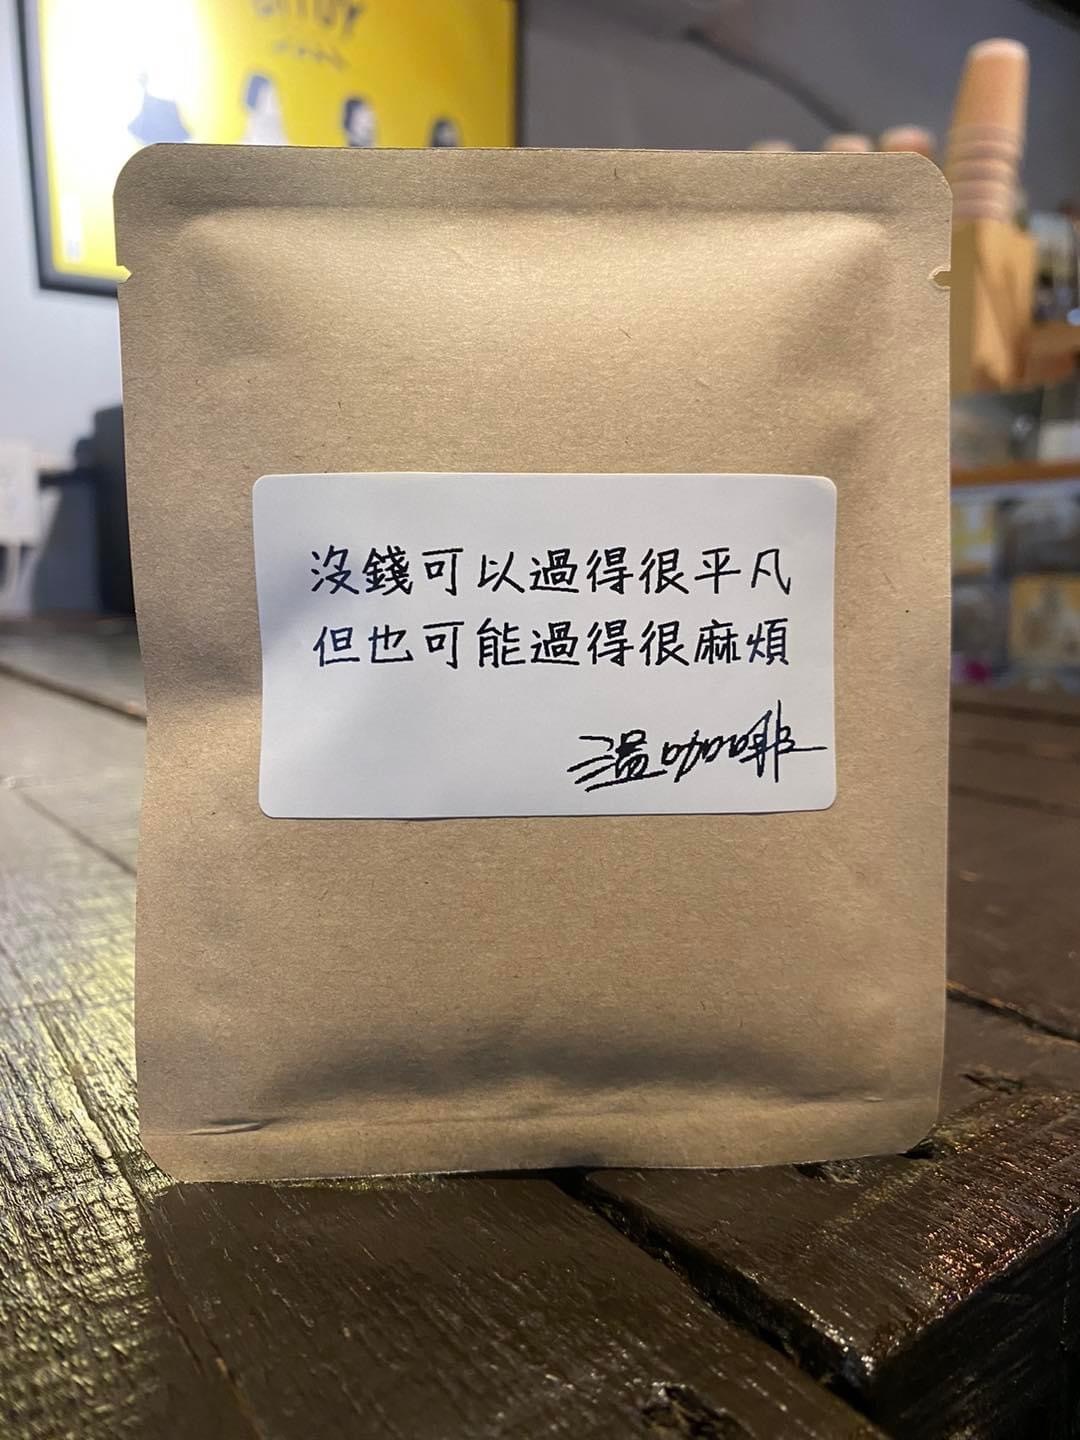 沒錢可以過得很平凡
但也可能過得很麻煩
溫咖啡